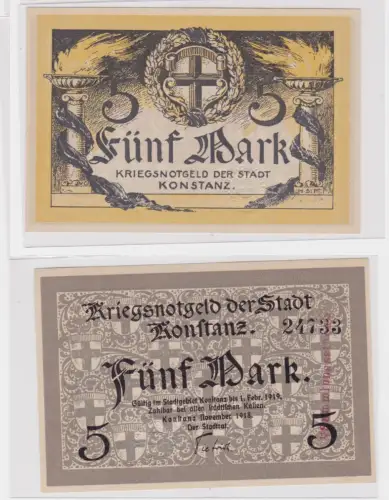 5 5
Fünf Mark
KRIEGSNOTGELD DER STADT
KONSTANZ.
Kriegsnotgeld der Stadt
Konstanz. 24733
Fünf Mark.
Gültig im Stadtgebiet Konstanz bis 1. Febr. 1919,
Zahlbar bei allen städtischen Kassen.
Konstanz November 1918.
Der Stadtrat.
5 5